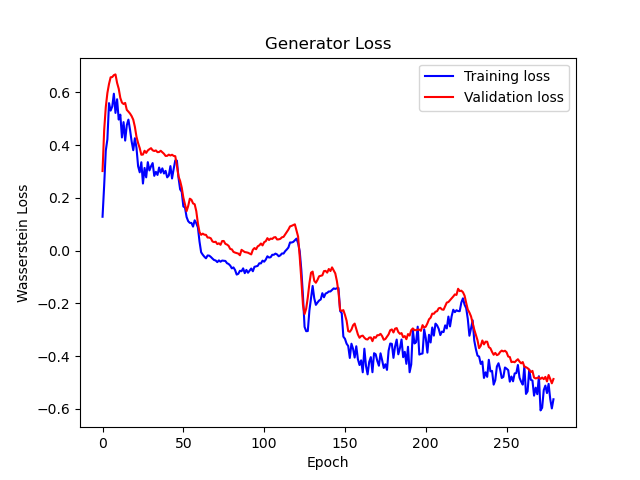 Generator Loss
Training loss
Validation loss
0.6
0.4
0.2
0.0
−0.2
−0.4
−0.6
Wasserstein Loss
0
50
100
150
200
250
Epoch